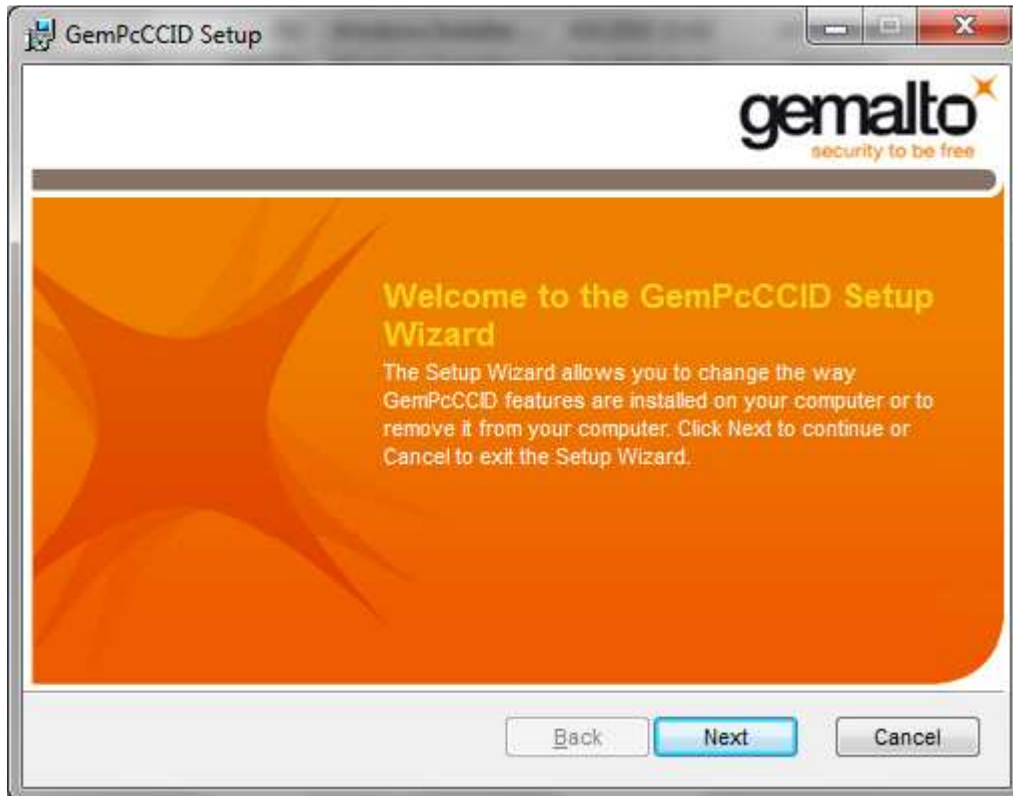 GemPcCCID Setup
gemalto
security to be free
Welcome to the GemPcCCID Setup
Wizard
The Setup Wizard allows you to change the way
GemPcCCID features are installed on your computer or to
remove it from your computer. Click Next to continue or
Cancel to exit the Setup Wizard.
Back Next Cancel